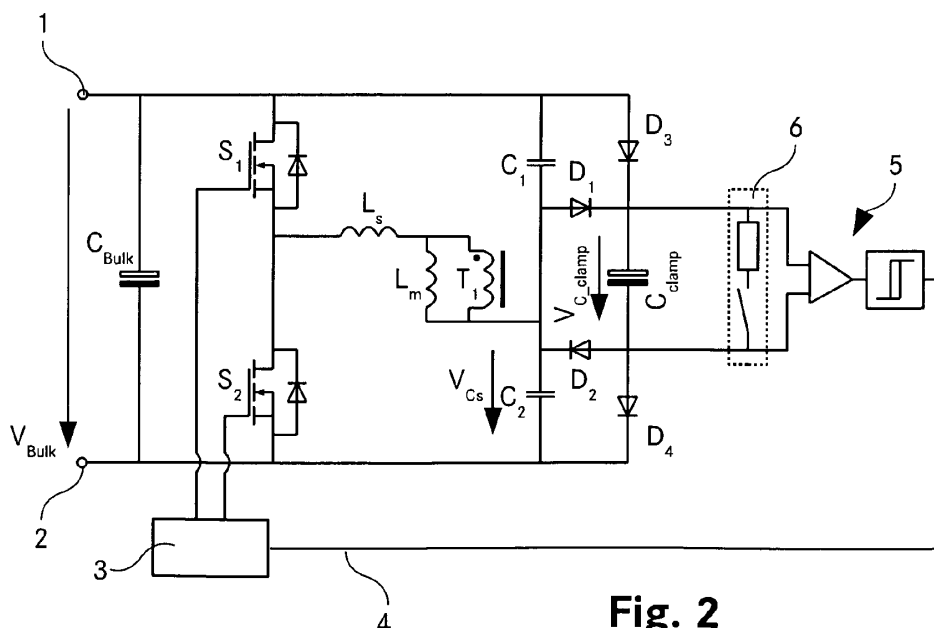 1
6
5
D3
S1
C1
D1
Ls
CBulk
Lm
T1
VC_clamp
Cclamp
S2
VCs
C2
D2
D4
VBulk
2
3
4
Fig. 2